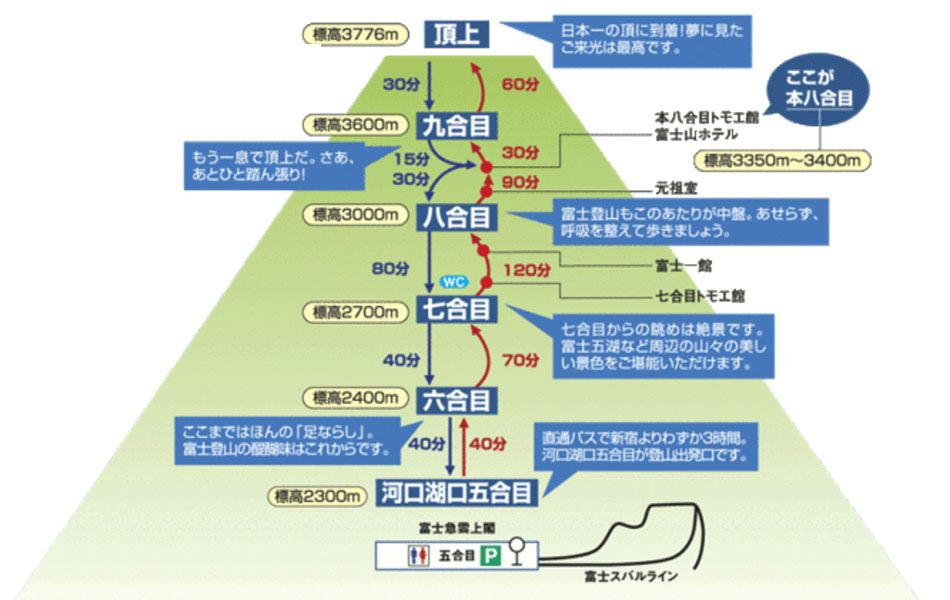 標高3776m
頂上
日本一の頂に到着!夢に見た
ご来光は最高です。
30分
60分
ここが
本八合目
標高3600m
九合目
本八合目トモエ館
富士山ホテル
標高3350m〜3400m
もう一息で頂上だ。さあ、
あとひと踏ん張り!
15分
30分
30分
90分
元祖室
標高3000m
八合目
富士登山もこのあたりが中盤。あせらず、
呼吸を整えて歩きましょう。
80分
WC
120分
富士一館
七合目トモエ館
標高2700m
七合目
七合目からの眺めは絶景です。
富士五湖など周辺の山々の美し
い景色をご堪能いただけます。
40分
70分
標高2400m
六合目
ここまではほんの「足ならし」。
富士登山の醍醐味はこれからです。
40分
40分
直通バスで新宿よりわずか3時間。
河口湖口五合目が登山出発口です。
標高2300m
河口湖口五合目
富士急雲上閣
五合目
P
富士スバルライン